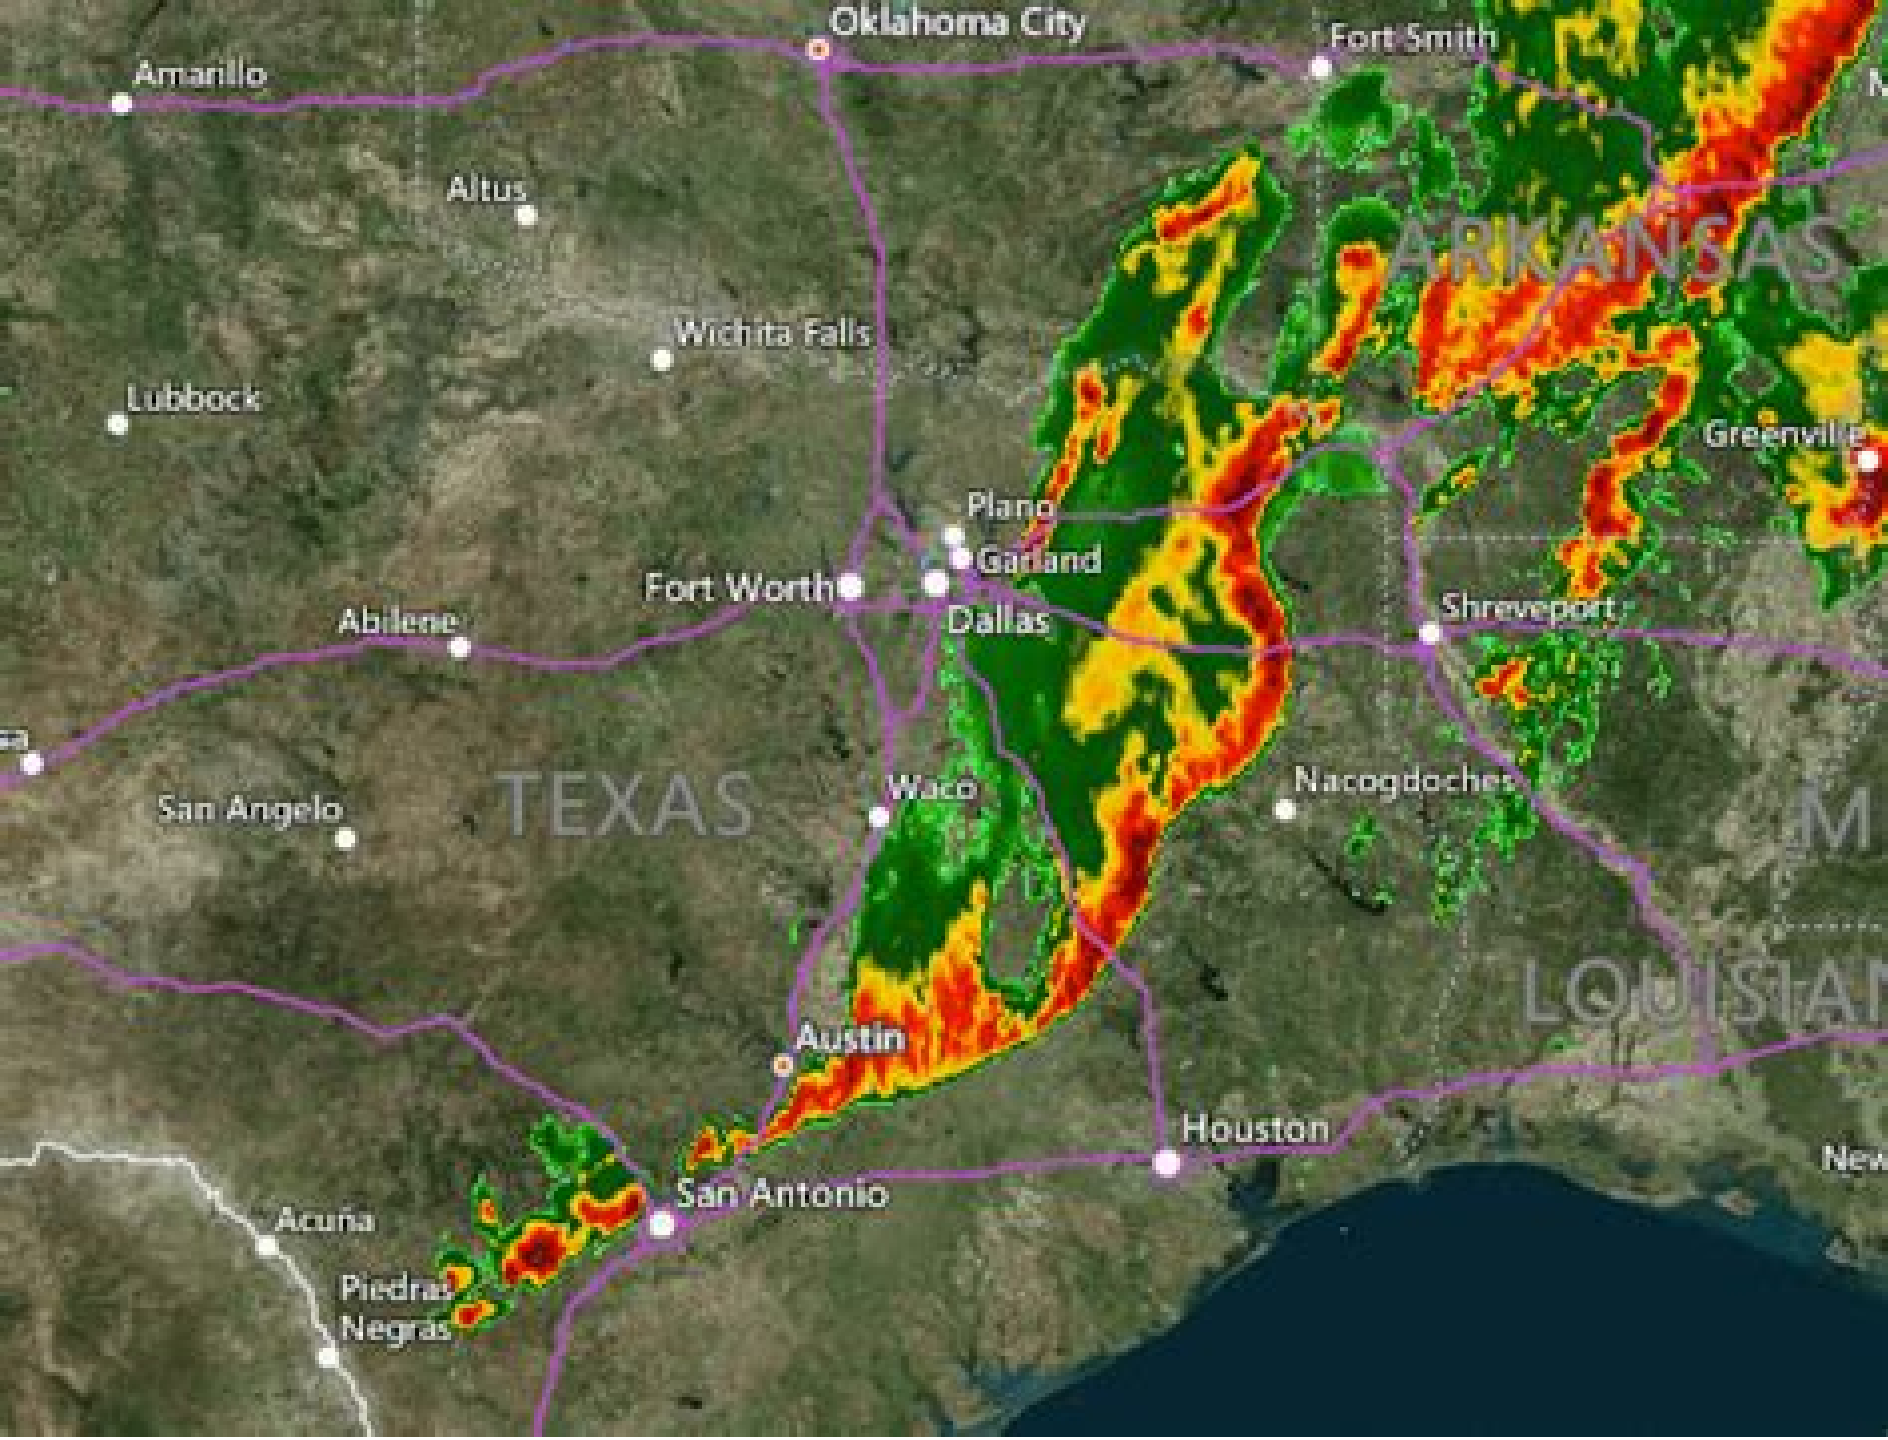 Oklahoma City
Fort Smith
Amarillo
Altus
ARKANSAS
Wichita Falls
Lubbock
Greenville
Plano
Garland
Fort Worth
Dallas
Abilene
Shreveport
TEXAS
Waco
Nacogdoches
San Angelo
M
LOUISIAN
Austin
Houston
New
San Antonio
Acuña
Piedras
Negras